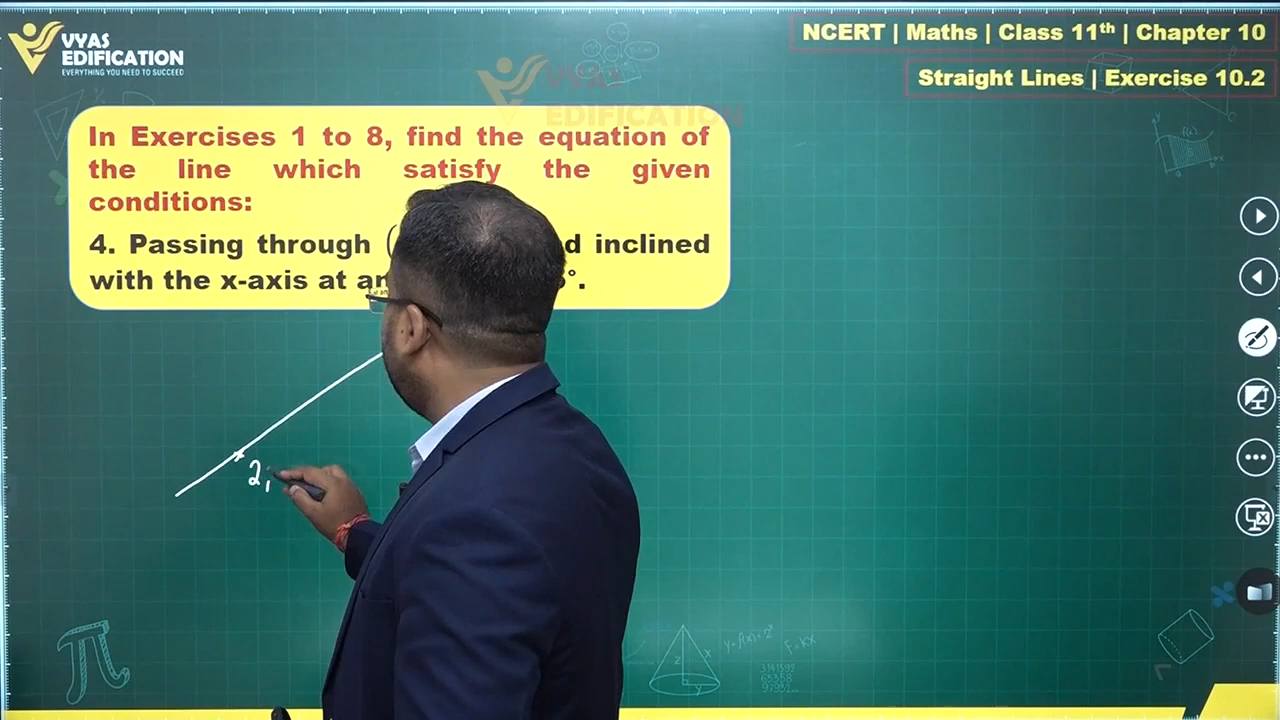 VYAS
EDIFICATION
EVERYTHING YOU NEED TO SUCCEED
NCERT | Maths | Class 11th | Chapter 10
Straight Lines | Exercise 10.2
VYAS
EDIFICATION
In Exercises 1 to 8, find the equation of
the line which satisfy the given
conditions:
4. Passing through ( d inclined
with the x-axis at an °.
2,